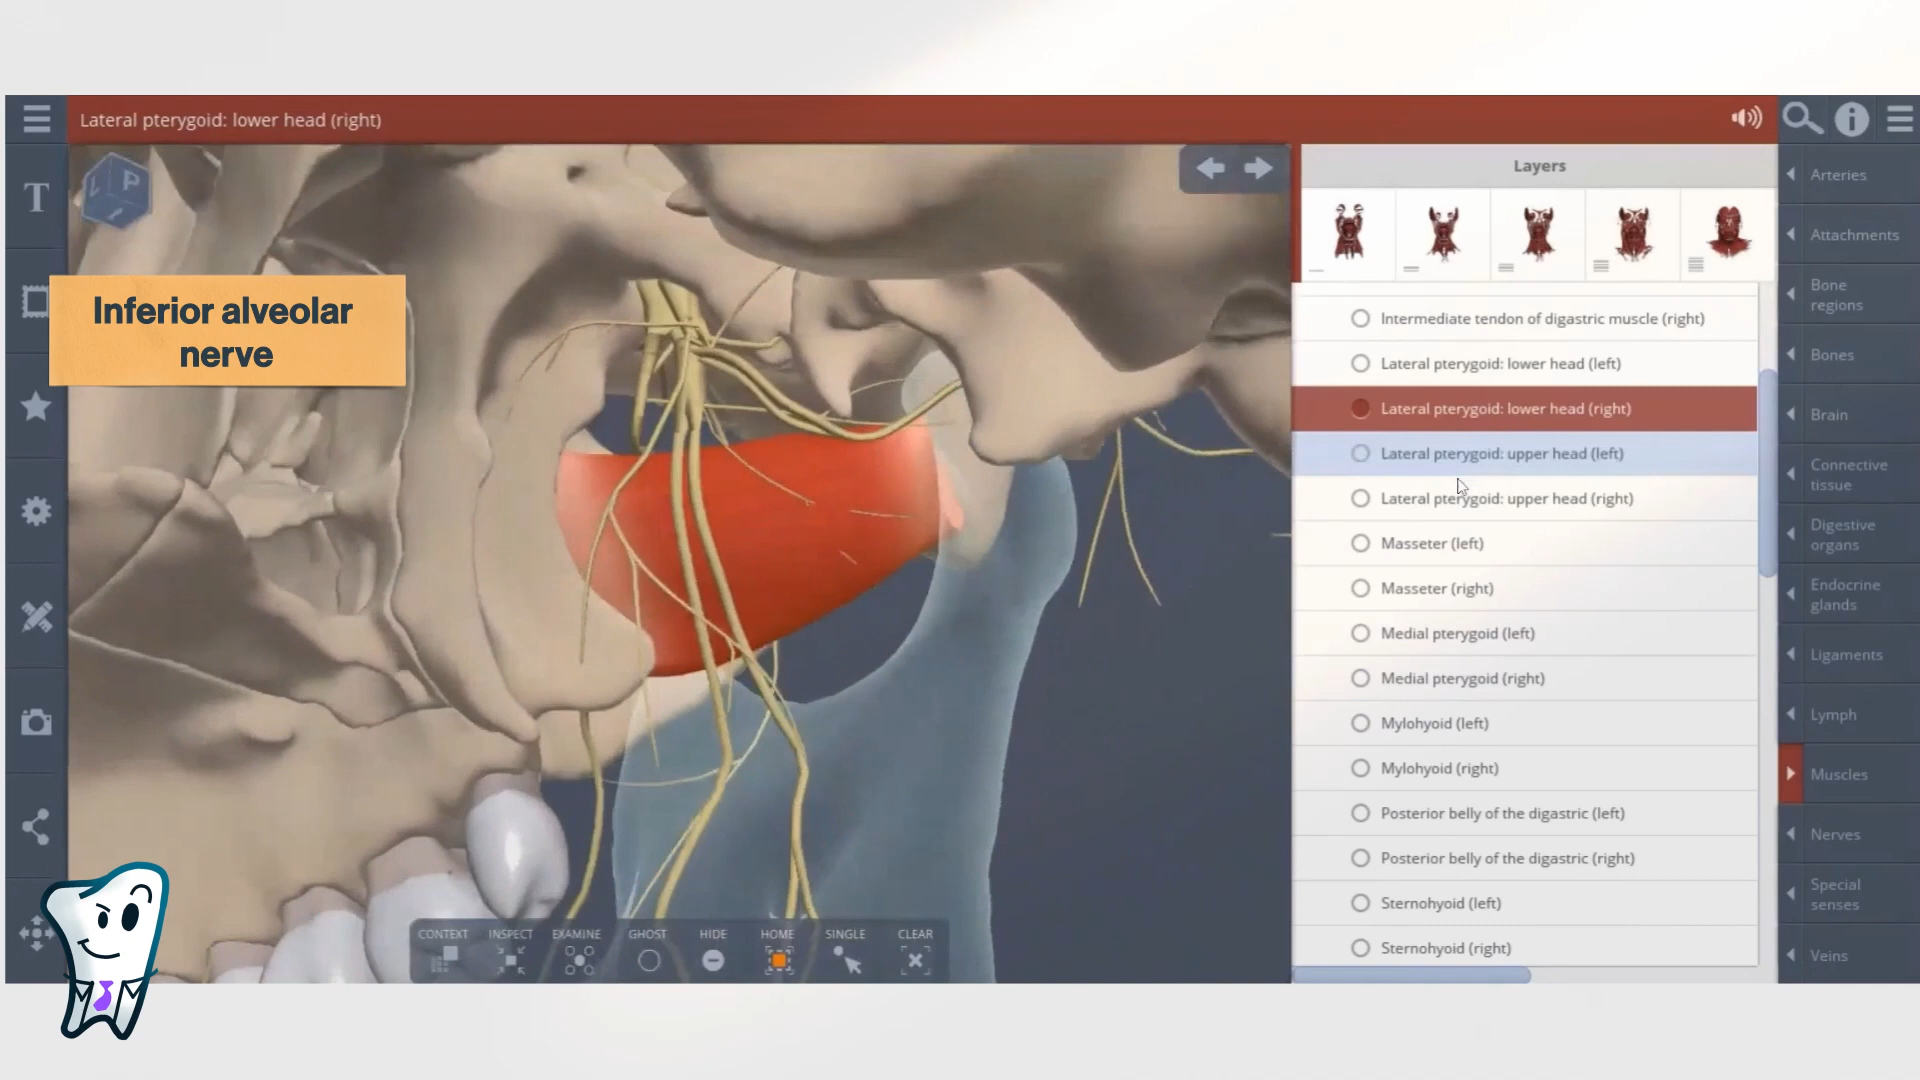 Lateral pterygoid: lower head (right)
T
L P
Inferior alveolar
nerve
CONTEXT INSPECT EXAMINE GHOST HIDE HOME SINGLE CLEAR
Layers
Intermediate tendon of digastric muscle (right)
Lateral pterygoid: lower head (left)
Lateral pterygoid: lower head (right)
Lateral pterygoid: upper head (left)
Lateral pterygoid: upper head (right)
Masseter (left)
Masseter (right)
Medial pterygoid (left)
Medial pterygoid (right)
Mylohyoid (left)
Mylohyoid (right)
Posterior belly of the digastric (left)
Posterior belly of the digastric (right)
Sternohyoid (left)
Sternohyoid (right)
Arteries
Attachments
Bone
regions
Bones
Brain
Connective
tissue
Digestive
organs
Endocrine
glands
Ligaments
Lymph
Muscles
Nerves
Special
senses
Veins